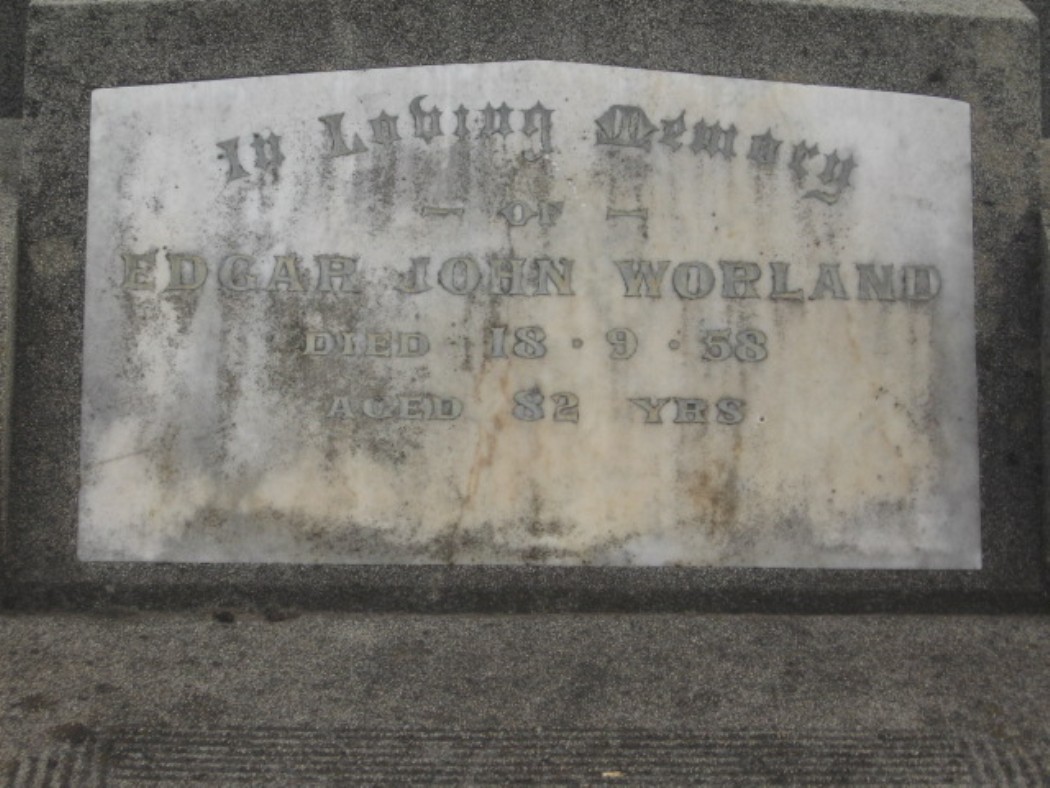 In Loving Memory
— OF —
EDGAR JOHN WORLAND
DIED 18 · 9 · 58
AGED 82 YRS